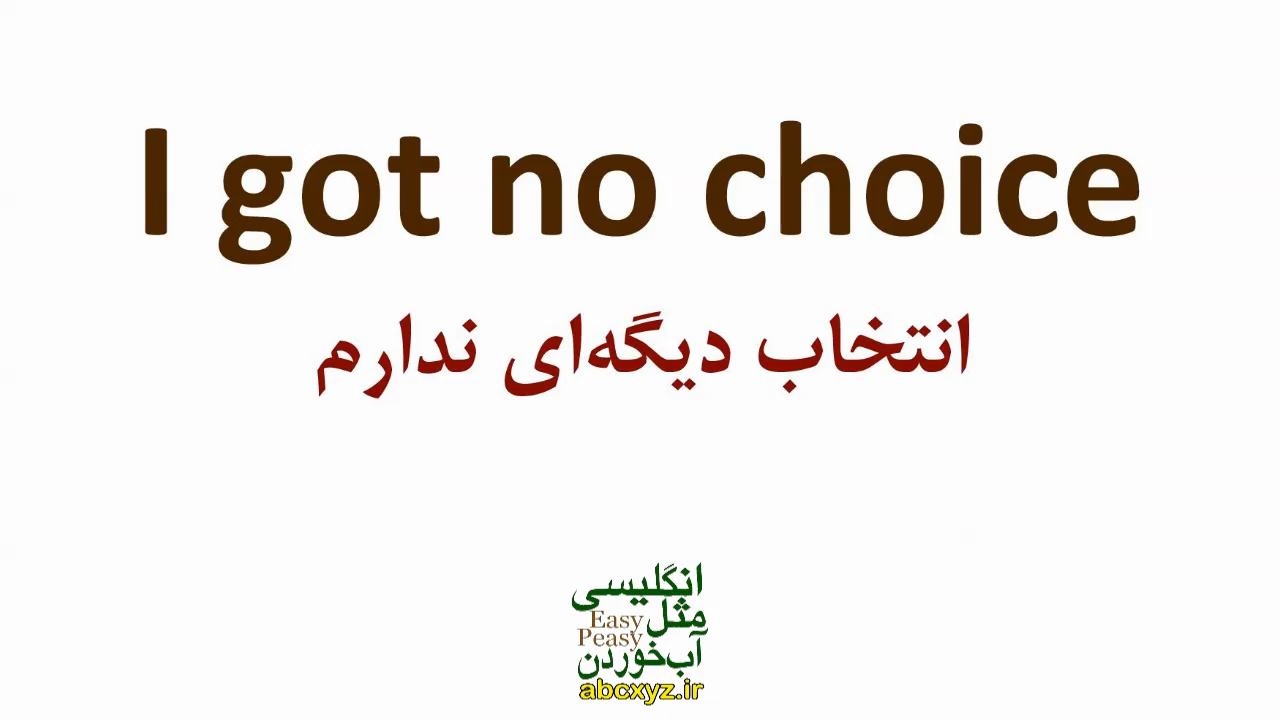 I got no choice
انتخاب دیگه‌ای ندارم
انگلیسی
مثل
Easy
Peasy
آب‌خوردن
abcxyz.ir